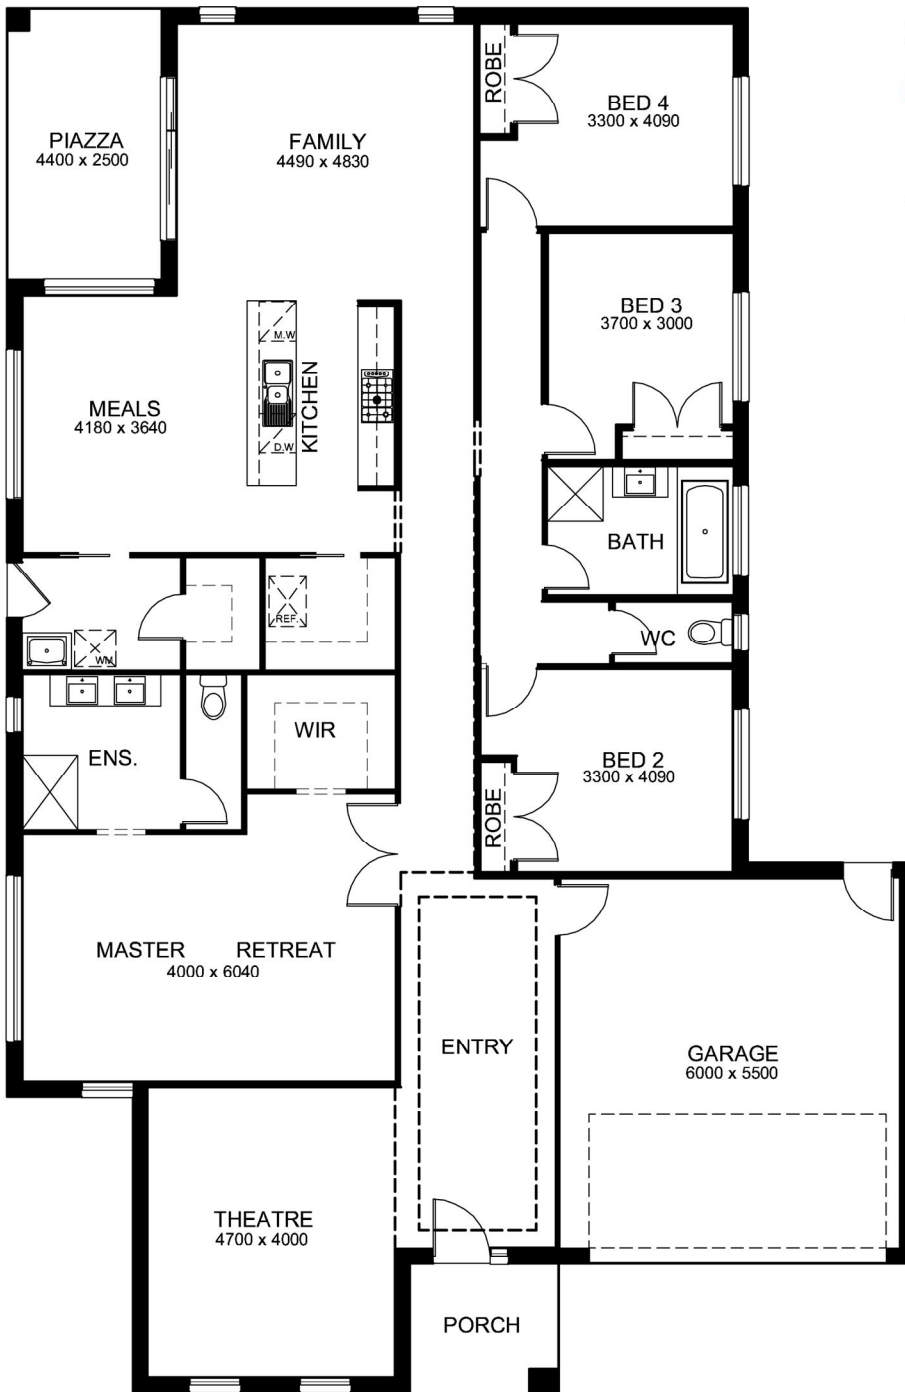 PIAZZA
4400 x 2500
FAMILY
4490 x 4830
ROBE
BED 4
3300 x 4090
BED 3
3700 x 3000
M.W
KITCHEN
D.W
MEALS
4180 x 3640
BATH
REF.
WM
WC
ENS.
WIR
BED 2
3300 x 4090
ROBE
MASTER RETREAT
4000 x 6040
ENTRY
GARAGE
6000 x 5500
THEATRE
4700 x 4000
PORCH